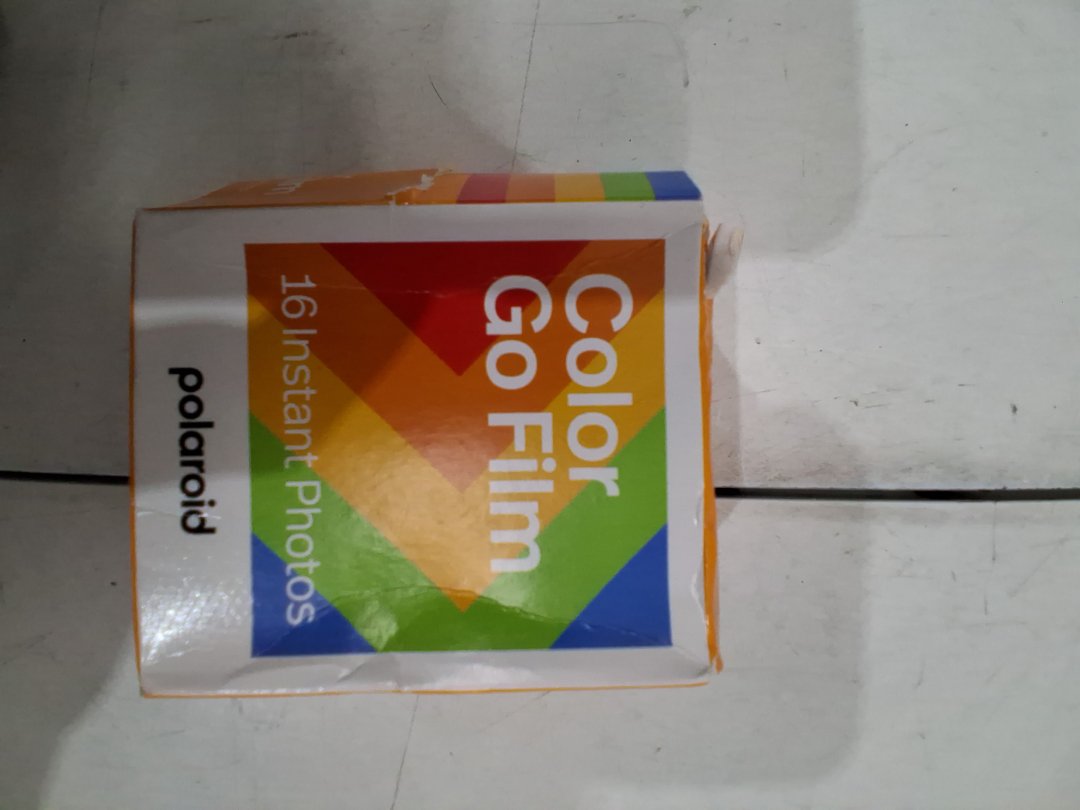 Color
Go Film
16 Instant Photos
polaroid